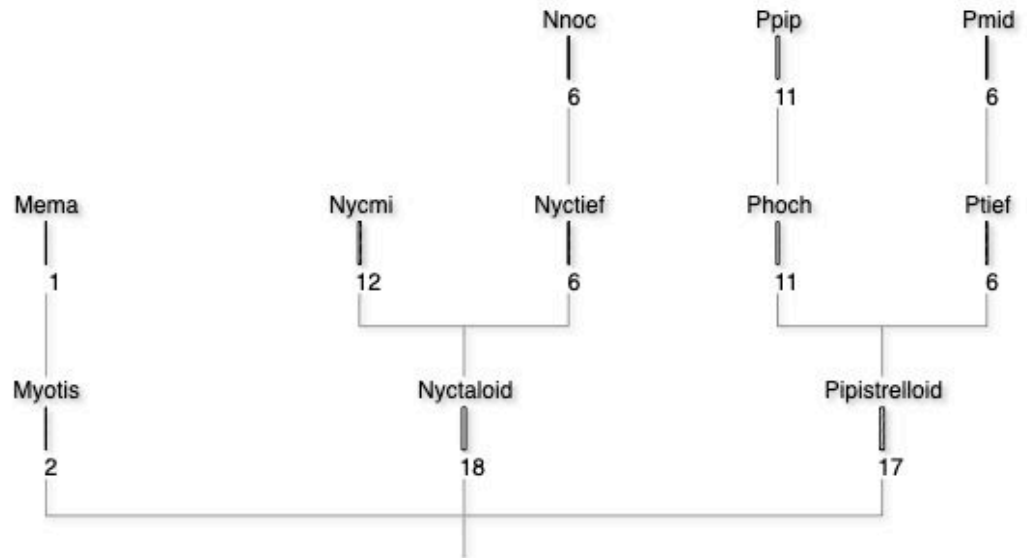 Nnoc Ppip Pmid
6 11 6
Mema Nycmi Nyctief Phoch Ptief
1 12 6 11 6
Myotis Nyctaloid Pipistrelloid
2 18 17